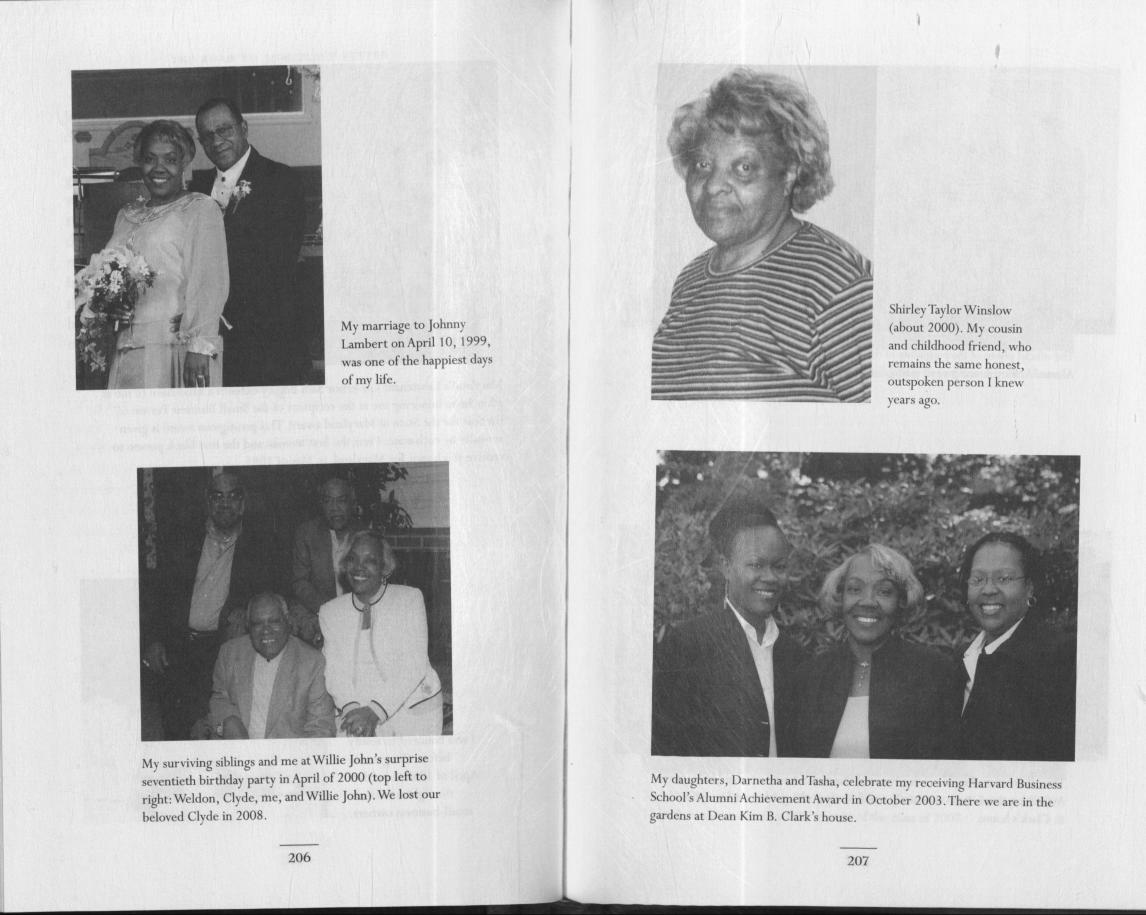 My marriage to Johnny
Lambert on April 10, 1999,
was one of the happiest days
of my life.
My surviving siblings and me at Willie John's surprise
seventieth birthday party in April of 2000 (top left to
right: Weldon, Clyde, me, and Willie John). We lost our
beloved Clyde in 2008.
206
Shirley Taylor Winslow
(about 2000). My cousin
and childhood friend, who
remains the same honest,
outspoken person I knew
years ago.
My daughters, Darnetha and Tasha, celebrate my receiving Harvard Business
School's Alumni Achievement Award in October 2003. There we are in the
gardens at Dean Kim B. Clark's house.
207